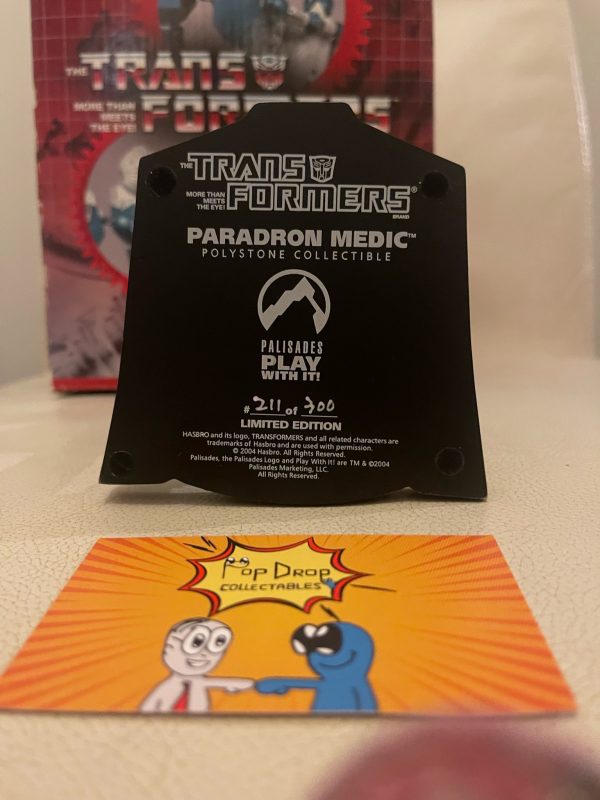 THE TRANS
MORE THAN
MEETS
THE EYE!
FORMERS
THE TRANS
MORE THAN
MEETS
THE EYE!
FORMERS®
BRAND
PARADRON MEDIC™
POLYSTONE COLLECTIBLE
PALISADES
PLAY
WITH IT!
# 211 of 300
LIMITED EDITION
HASBRO and its logo, TRANSFORMERS and all related characters are
trademarks of Hasbro and are used with permission.
© 2004 Hasbro. All Rights Reserved.
Palisades, the Palisades Logo and Play With It! are TM & ©2004
Palisades Marketing, LLC.
All Rights Reserved.
POP DROP
COLLECTABLES